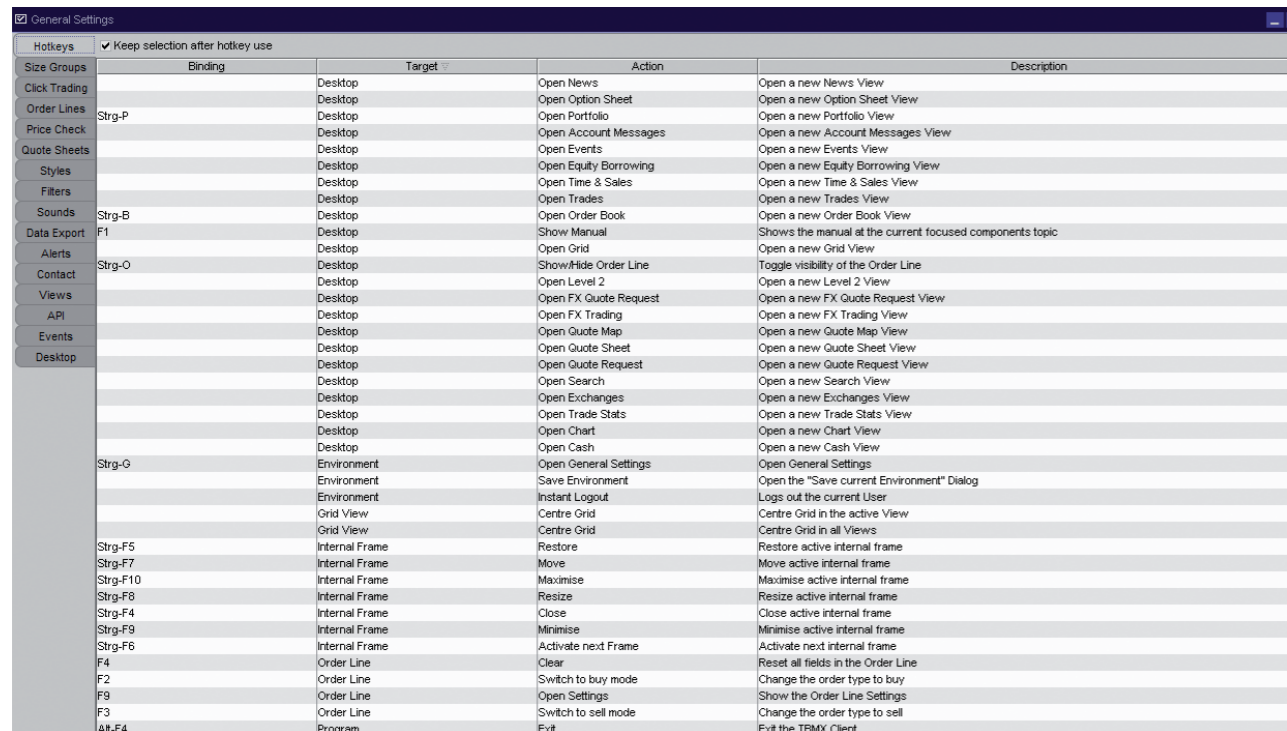 General Settings
Hotkeys Keep selection after hotkey use
Size Groups Binding Target Action Description
Click Trading Desktop Open News Open a new News View
Desktop Open Option Sheet Open a new Option Sheet View
Order Lines Strg-P Desktop Open Portfolio Open a new Portfolio View
Price Check Desktop Open Account Messages Open a new Account Messages View
Quote Sheets Desktop Open Events Open a new Events View
Styles Desktop Open Equity Borrowing Open a new Equity Borrowing View
Filters Desktop Open Time & Sales Open a new Time & Sales View
Desktop Open Trades Open a new Trades View
Sounds Strg-B Desktop Open Order Book Open a new Order Book View
Data Export F1 Desktop Show Manual Shows the manual at the current focused components topic
Alerts Desktop Open Grid Open a new Grid View
Contact Strg-O Desktop Show/Hide Order Line Toggle visibility of the Order Line
Desktop Open Level 2 Open a new Level 2 View
Views Desktop Open FX Quote Request Open a new FX Quote Request View
API Desktop Open FX Trading Open a new FX Trading View
Events Desktop Open Quote Map Open a new Quote Map View
Desktop Desktop Open Quote Sheet Open a new Quote Sheet View
Desktop Open Quote Request Open a new Quote Request View
Desktop Open Search Open a new Search View
Desktop Open Exchanges Open a new Exchanges View
Desktop Open Trade Stats Open a new Trade Stats View
Desktop Open Chart Open a new Chart View
Desktop Open Cash Open a new Cash View
Strg-G Environment Open General Settings Open General Settings
Environment Save Environment Open the "Save current Environment" Dialog
Environment Instant Logout Logs out the current User
Grid View Centre Grid Centre Grid in the active View
Grid View Centre Grid Centre Grid in all Views
Strg-F5 Internal Frame Restore Restore active internal frame
Strg-F7 Internal Frame Move Move active internal frame
Strg-F10 Internal Frame Maximise Maximise active internal frame
Strg-F8 Internal Frame Resize Resize active internal frame
Strg-F4 Internal Frame Close Close active internal frame
Strg-F9 Internal Frame Minimise Minimise active internal frame
Strg-F6 Internal Frame Activate next Frame Activate next internal frame
F4 Order Line Clear Reset all fields in the Order Line
F2 Order Line Switch to buy mode Change the order type to buy
F9 Order Line Open Settings Show the Order Line Settings
F3 Order Line Switch to sell mode Change the order type to sell
Alt-F4 Program Exit Exit the TBMX Client